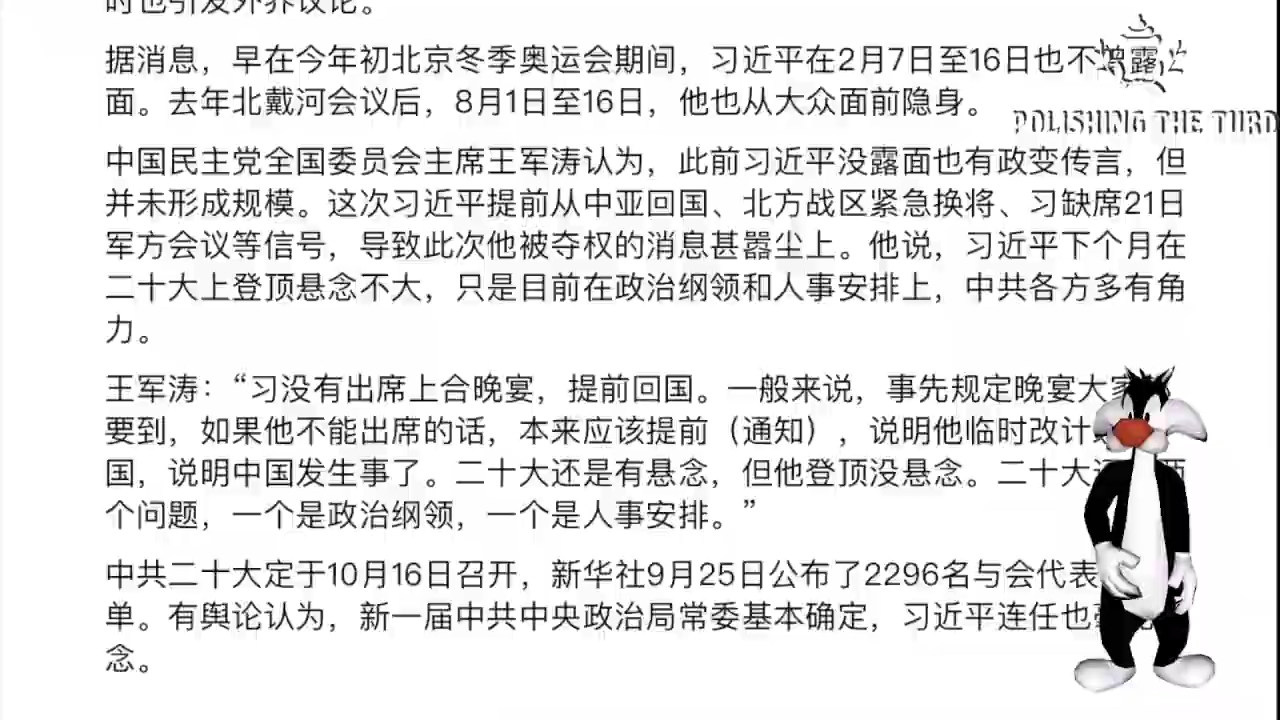 时也引发外界议论。
据消息，早在今年初北京冬季奥运会期间，习近平在2月7日至16日也不曾露
面。去年北戴河会议后，8月1日至16日，他也从大众面前隐身。
POLISHING THE TURD
中国民主党全国委员会主席王军涛认为，此前习近平没露面也有政变传言，但
并未形成规模。这次习近平提前从中亚回国、北方战区紧急换将、习缺席21日
军方会议等信号，导致此次他被夺权的消息甚嚣尘上。他说，习近平下个月在
二十大上登顶悬念不大，只是目前在政治纲领和人事安排上，中共各方多有角
力。
王军涛：“习没有出席上合晚宴，提前回国。一般来说，事先规定晚宴大家
要到，如果他不能出席的话，本来应该提前（通知），说明他临时改计
国，说明中国发生事了。二十大还是有悬念，但他登顶没悬念。二十大 两
个问题，一个是政治纲领，一个是人事安排。”
中共二十大定于10月16日召开，新华社9月25日公布了2296名与会代表
单。有舆论认为，新一届中共中央政治局常委基本确定，习近平连任也
念。